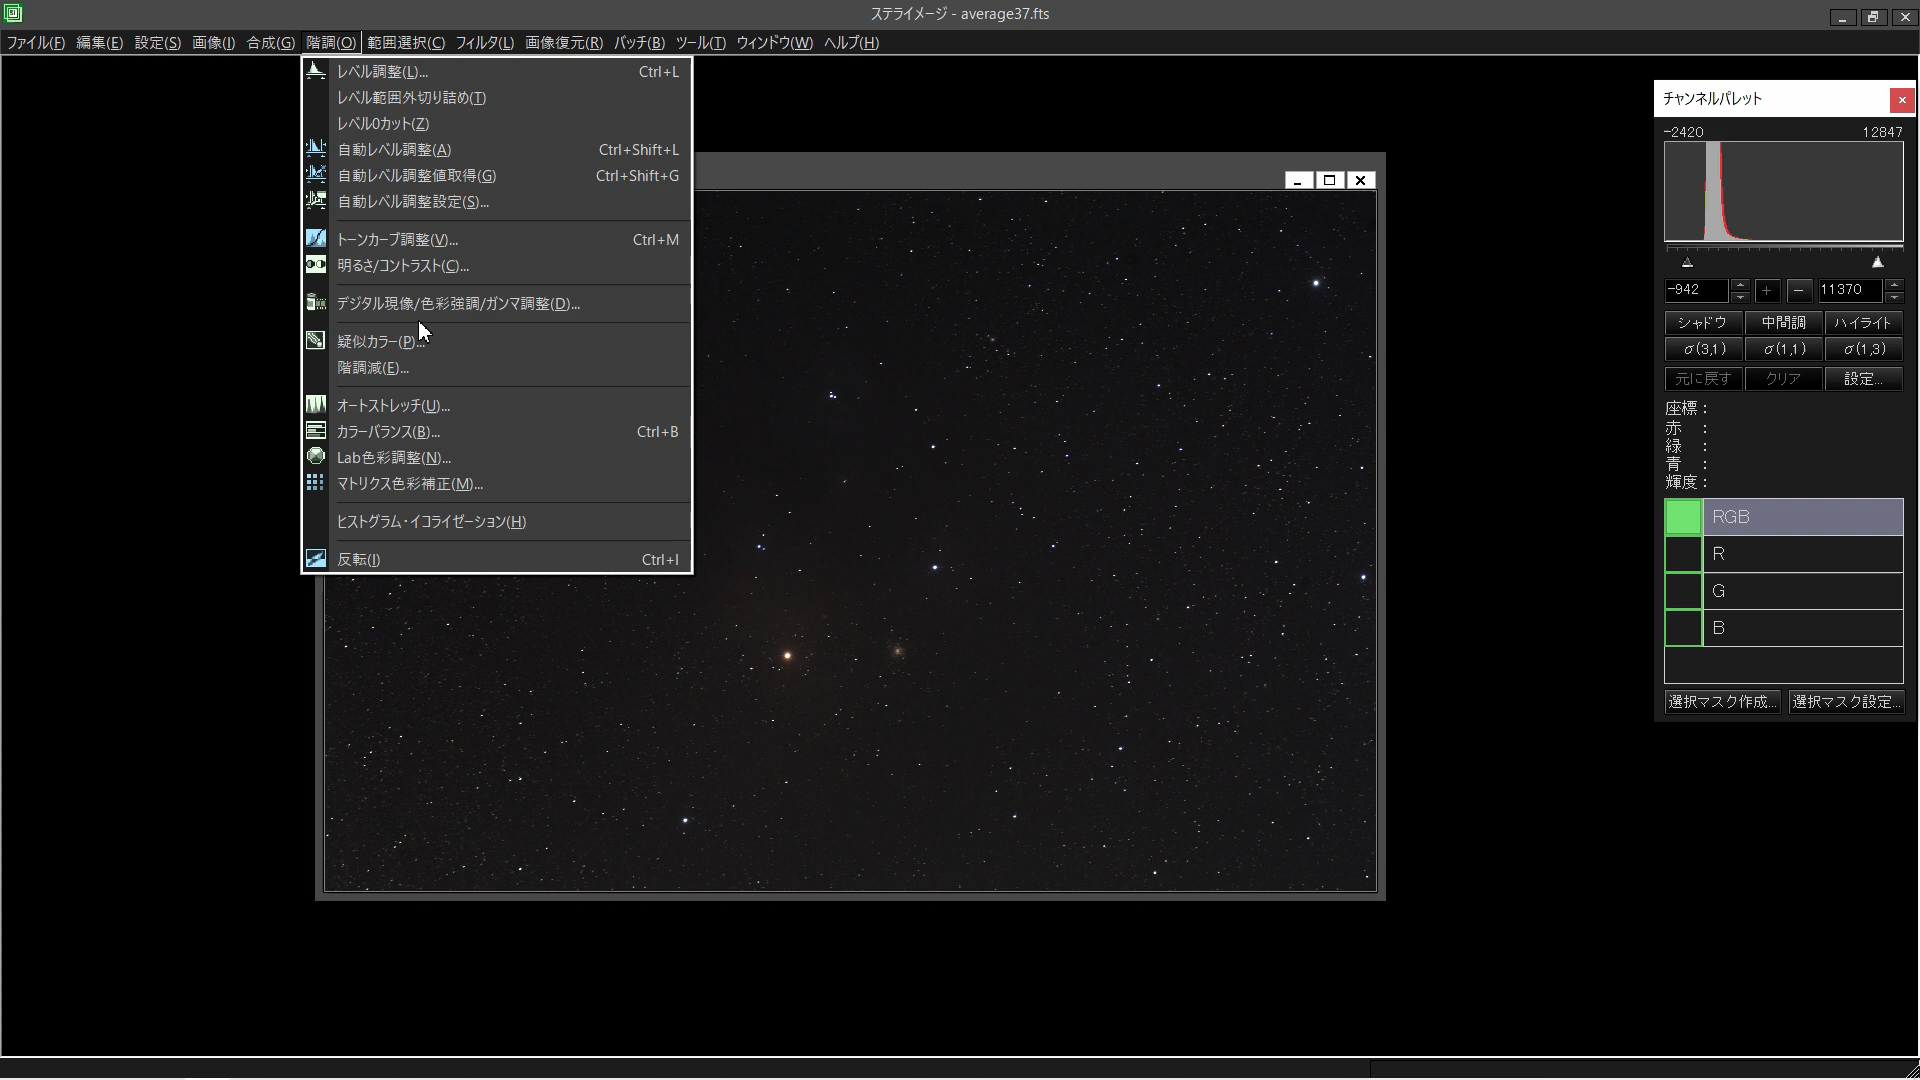 ステライメージ - average37.fts
ファイル(F) 編集(E) 設定(S) 画像(I) 合成(G) 階調(O) 範囲選択(C) フィルタ(L) 画像復元(R) バッチ(B) ツール(T) ウィンドウ(W) ヘルプ(H)
レベル調整(L)... Ctrl+L
レベル範囲外切り詰め(T)
レベル0カット(Z)
自動レベル調整(A) Ctrl+Shift+L
自動レベル調整値取得(G) Ctrl+Shift+G
自動レベル調整設定(S)...
トーンカーブ調整(V)... Ctrl+M
明るさ/コントラスト(C)...
デジタル現像/色彩強調/ガンマ調整(D)...
疑似カラー(P)...
階調減(E)...
オートストレッチ(U)...
カラーバランス(B)... Ctrl+B
Lab色彩調整(N)...
マトリクス色彩補正(M)...
ヒストグラム・イコライゼーション(H)
反転(I) Ctrl+I
チャンネルパレット
-2420 12847
-942 + - 11370
シャドウ 中間調 ハイライト
σ(3,1) σ(1,1) σ(1,3)
元に戻す クリア 設定...
座標：
赤 ：
緑 ：
青 ：
輝度：
RGB
R
G
B
選択マスク作成... 選択マスク設定...